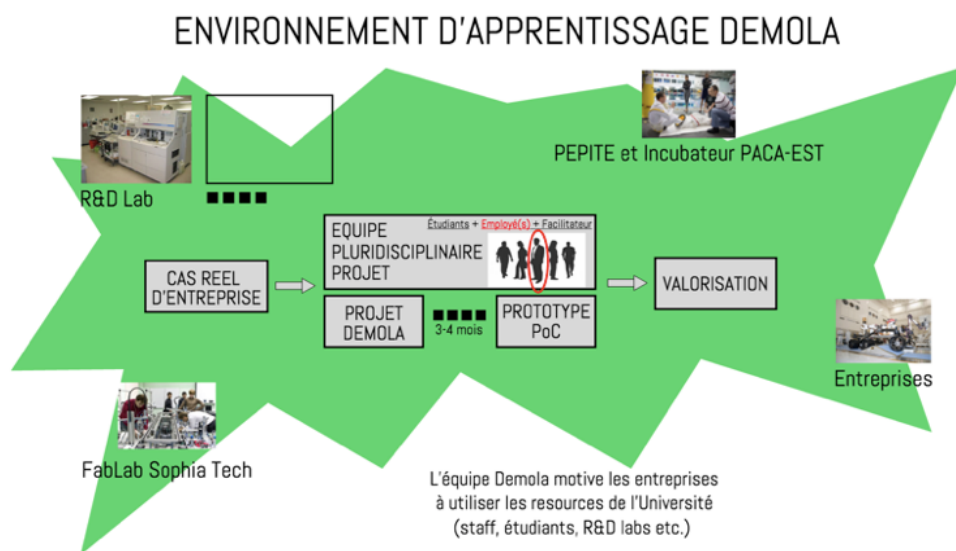 ENVIRONNEMENT D'APPRENTISSAGE DEMOLA
PEPITE et Incubateur PACA-EST
R&D Lab
Étudiants + Employé(s) + Facilitateur
EQUIPE
PLURIDISCIPLINAIRE
PROJET
CAS REEL
D'ENTREPRISE
VALORISATION
PROJET
DEMOLA
3-4 mois
PROTOTYPE
PoC
Entreprises
FabLab Sophia Tech
L'équipe Demola motive les entreprises
à utiliser les resources de l'Université
(staff, étudiants, R&D labs etc.)